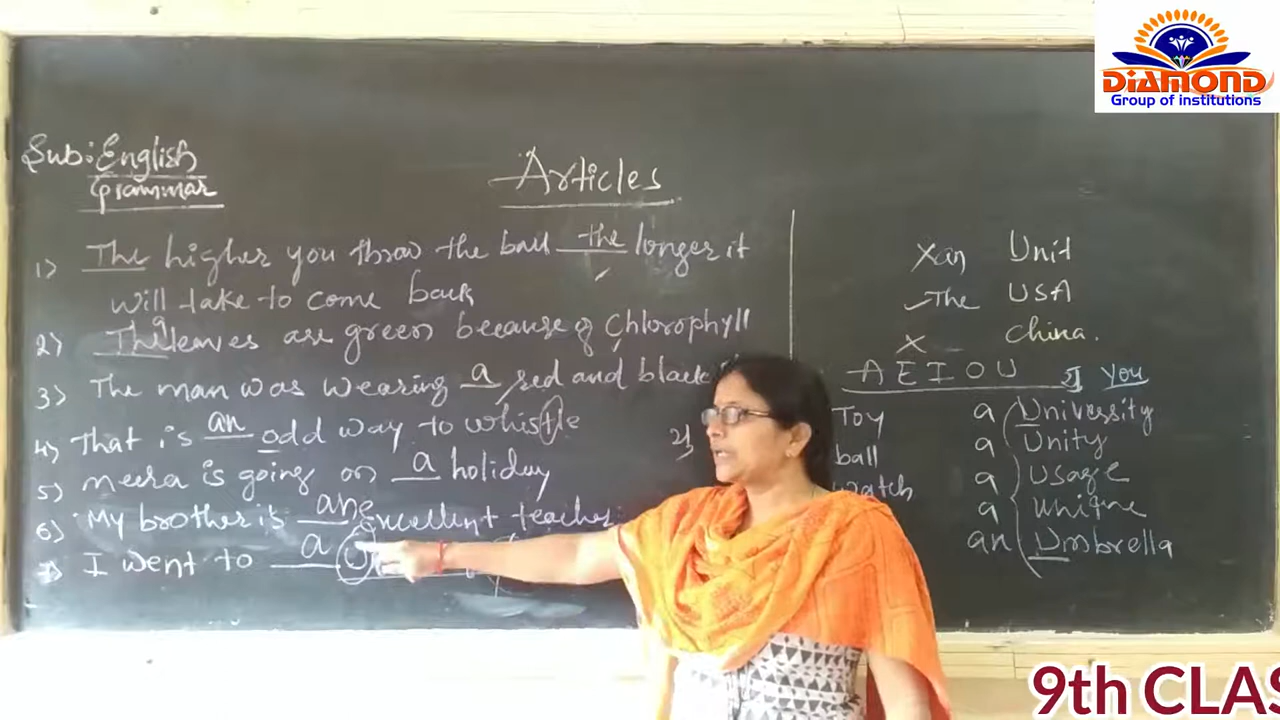 DIAMOND
Group of institutions
Sub: English
Grammar
Articles
1) The higher you throw the ball the longer it
will take to come back
2) The leaves are green because of Chlorophyll
3) The man was wearing a red and black
4) That is an odd way to whistle
5) Meera is going on a holiday
6) My brother is an excellent teacher.
7) I went to a U
X an Unit
The USA
X China.
A E I O U you
Toy
ball
watch
a University
a Unity
a Usage
a Unique
an Umbrella
9th CLAS